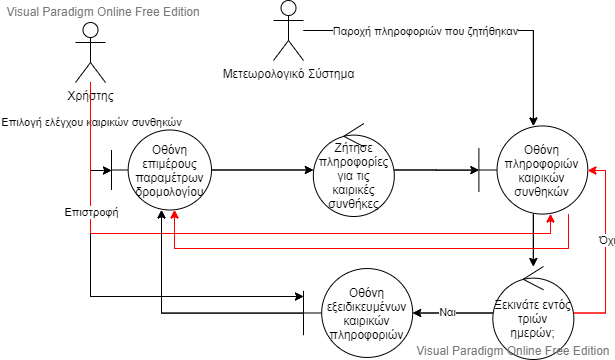 Visual Paradigm Online Free Edition
Παροχή πληροφοριών που ζητήθηκαν
Μετεωρολογικό Σύστημα
Χρήστης
Επιλογή ελέγχου καιρικών συνθηκών
Οθόνη
επιμέρους
παραμέτρων
δρομολογίου
Ζήτησε
πληροφορίες
για τις
καιρικές
συνθήκες
Οθόνη
πληροφοριών
καιρικών
συνθηκών
Επιστροφή
Όχι
Οθόνη
εξειδικευμένων
καιρικών
πληροφοριών
Ναι
Ξεκινάτε εντός
τριών
ημερών;
Visual Paradigm Online Free Edition